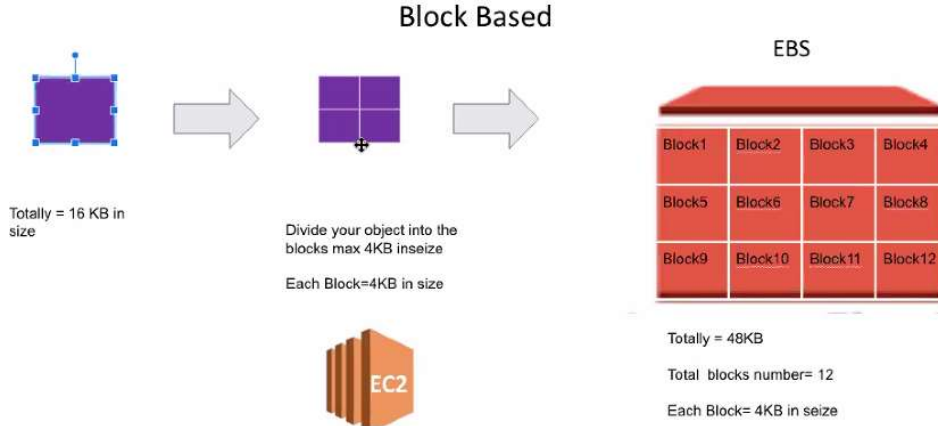 Block Based
EBS
Block1 Block2 Block3 Block4
Block5 Block6 Block7 Block8
Block9 Block10 Block11 Block12
Totally = 16 KB in
size
Divide your object into the
blocks max 4KB inseize
Each Block=4KB in size
EC2
Totally = 48KB
Total blocks number= 12
Each Block= 4KB in seize